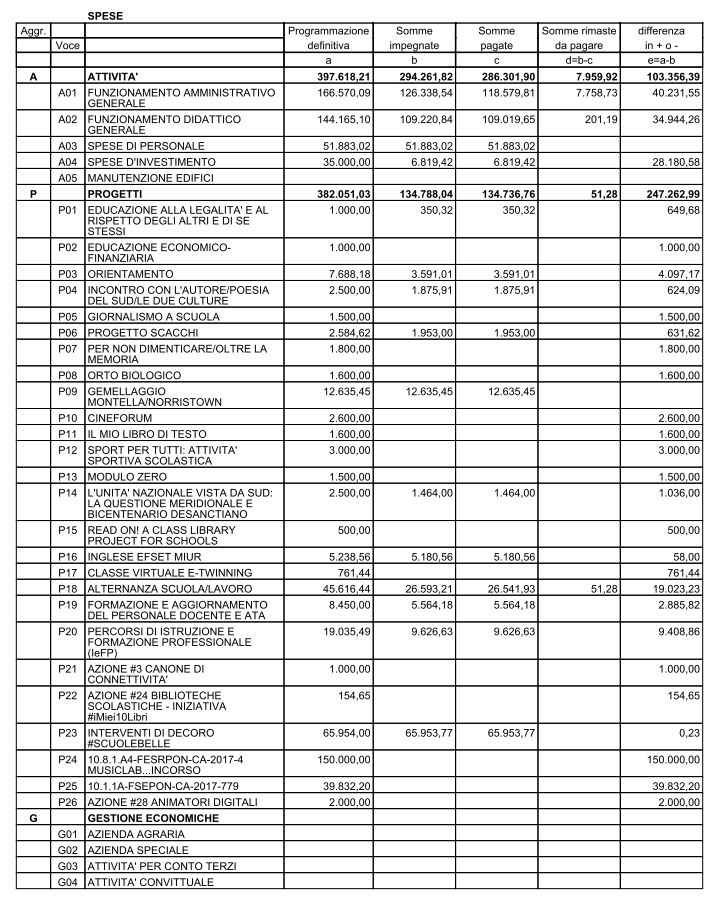 SPESE
Aggr. Programmazione Somme Somme Somme rimaste differenza
Voce definitiva impegnate pagate da pagare in + o -
a b c d=b-c e=a-b
A ATTIVITA' 397.618,21 294.261,82 286.301,90 7.959,92 103.356,39
A01 FUNZIONAMENTO AMMINISTRATIVO 166.570,09 126.338,54 118.579,81 7.758,73 40.231,55
GENERALE
A02 FUNZIONAMENTO DIDATTICO 144.165,10 109.220,84 109.019,65 201,19 34.944,26
GENERALE
A03 SPESE DI PERSONALE 51.883,02 51.883,02 51.883,02
A04 SPESE D'INVESTIMENTO 35.000,00 6.819,42 6.819,42 28.180,58
A05 MANUTENZIONE EDIFICI
P PROGETTI 382.051,03 134.788,04 134.736,76 51,28 247.262,99
P01 EDUCAZIONE ALLA LEGALITA' E AL 1.000,00 350,32 350,32 649,68
RISPETTO DEGLI ALTRI E DI SE
STESSI
P02 EDUCAZIONE ECONOMICO- 1.000,00 1.000,00
FINANZIARIA
P03 ORIENTAMENTO 7.688,18 3.591,01 3.591,01 4.097,17
P04 INCONTRO CON L'AUTORE/POESIA 2.500,00 1.875,91 1.875,91 624,09
DEL SUD/LE DUE CULTURE
P05 GIORNALISMO A SCUOLA 1.500,00 1.500,00
P06 PROGETTO SCACCHI 2.584,62 1.953,00 1.953,00 631,62
P07 PER NON DIMENTICARE/OLTRE LA 1.800,00 1.800,00
MEMORIA
P08 ORTO BIOLOGICO 1.600,00 1.600,00
P09 GEMELLAGGIO 12.635,45 12.635,45 12.635,45
MONTELLA/NORRISTOWN
P10 CINEFORUM 2.600,00 2.600,00
P11 IL MIO LIBRO DI TESTO 1.600,00 1.600,00
P12 SPORT PER TUTTI: ATTIVITA' 3.000,00 3.000,00
SPORTIVA SCOLASTICA
P13 MODULO ZERO 1.500,00 1.500,00
P14 L'UNITA' NAZIONALE VISTA DA SUD: 2.500,00 1.464,00 1.464,00 1.036,00
LA QUESTIONE MERIDIONALE E
BICENTENARIO DESANCTIANO
P15 READ ON! A CLASS LIBRARY 500,00 500,00
PROJECT FOR SCHOOLS
P16 INGLESE EFSET MIUR 5.238,56 5.180,56 5.180,56 58,00
P17 CLASSE VIRTUALE E-TWINNING 761,44 761,44
P18 ALTERNANZA SCUOLA/LAVORO 45.616,44 26.593,21 26.541,93 51,28 19.023,23
P19 FORMAZIONE E AGGIORNAMENTO 8.450,00 5.564,18 5.564,18 2.885,82
DEL PERSONALE DOCENTE E ATA
P20 PERCORSI DI ISTRUZIONE E 19.035,49 9.626,63 9.626,63 9.408,86
FORMAZIONE PROFESSIONALE
(IeFP)
P21 AZIONE #3 CANONE DI 1.000,00 1.000,00
CONNETTIVITA'
P22 AZIONE #24 BIBLIOTECHE 154,65 154,65
SCOLASTICHE - INIZIATIVA
#iMiei10Libri
P23 INTERVENTI DI DECORO 65.954,00 65.953,77 65.953,77 0,23
#SCUOLEBELLE
P24 10.8.1.A4-FESRPON-CA-2017-4 150.000,00 150.000,00
MUSICLAB...INCORSO
P25 10.1.1A-FSEPON-CA-2017-779 39.832,20 39.832,20
P26 AZIONE #28 ANIMATORI DIGITALI 2.000,00 2.000,00
G GESTIONE ECONOMICHE
G01 AZIENDA AGRARIA
G02 AZIENDA SPECIALE
G03 ATTIVITA' PER CONTO TERZI
G04 ATTIVITA' CONVITTUALE